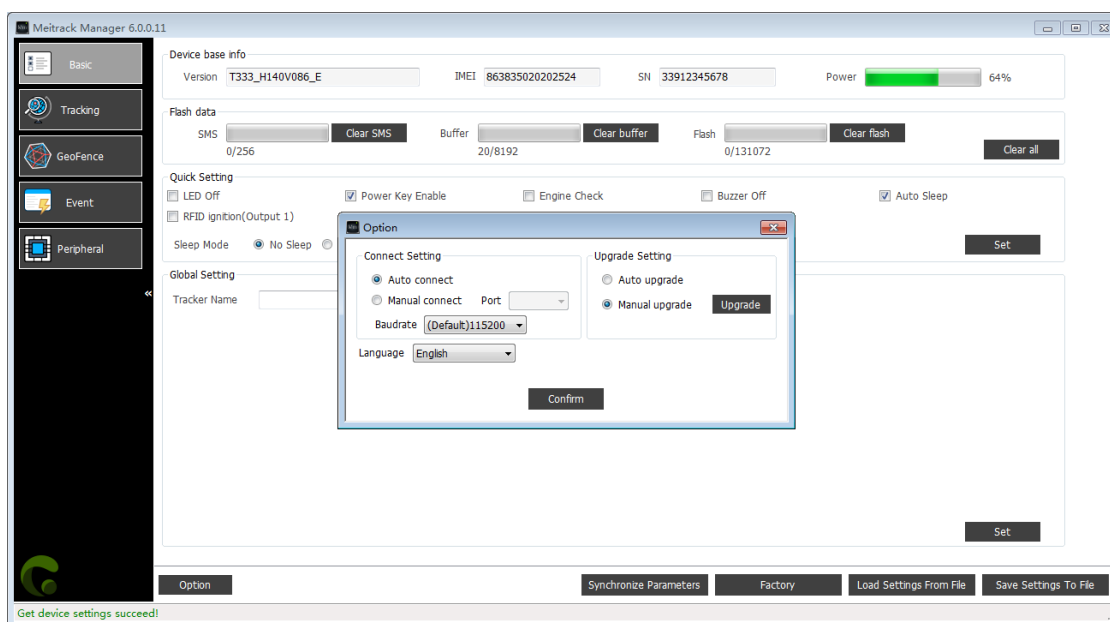 Meitrack Manager 6.0.0.11
Basic
Tracking
GeoFence
Event
Peripheral
«
Device base info
Version T333_H140V086_E IMEI 863835020202524 SN 33912345678 Power 64%
Flash data
SMS Clear SMS Buffer Clear buffer Flash Clear flash
0/256 20/8192 0/131072 Clear all
Quick Setting
LED Off Power Key Enable Engine Check Buzzer Off Auto Sleep
RFID ignition(Output 1)
Sleep Mode No Sleep Set
Global Setting
Tracker Name
Option
Connect Setting Upgrade Setting
Auto connect Auto upgrade
Manual connect Port Manual upgrade Upgrade
Baudrate (Default)115200
Language English
Confirm
Set
Option Synchronize Parameters Factory Load Settings From File Save Settings To File
Get device settings succeed!